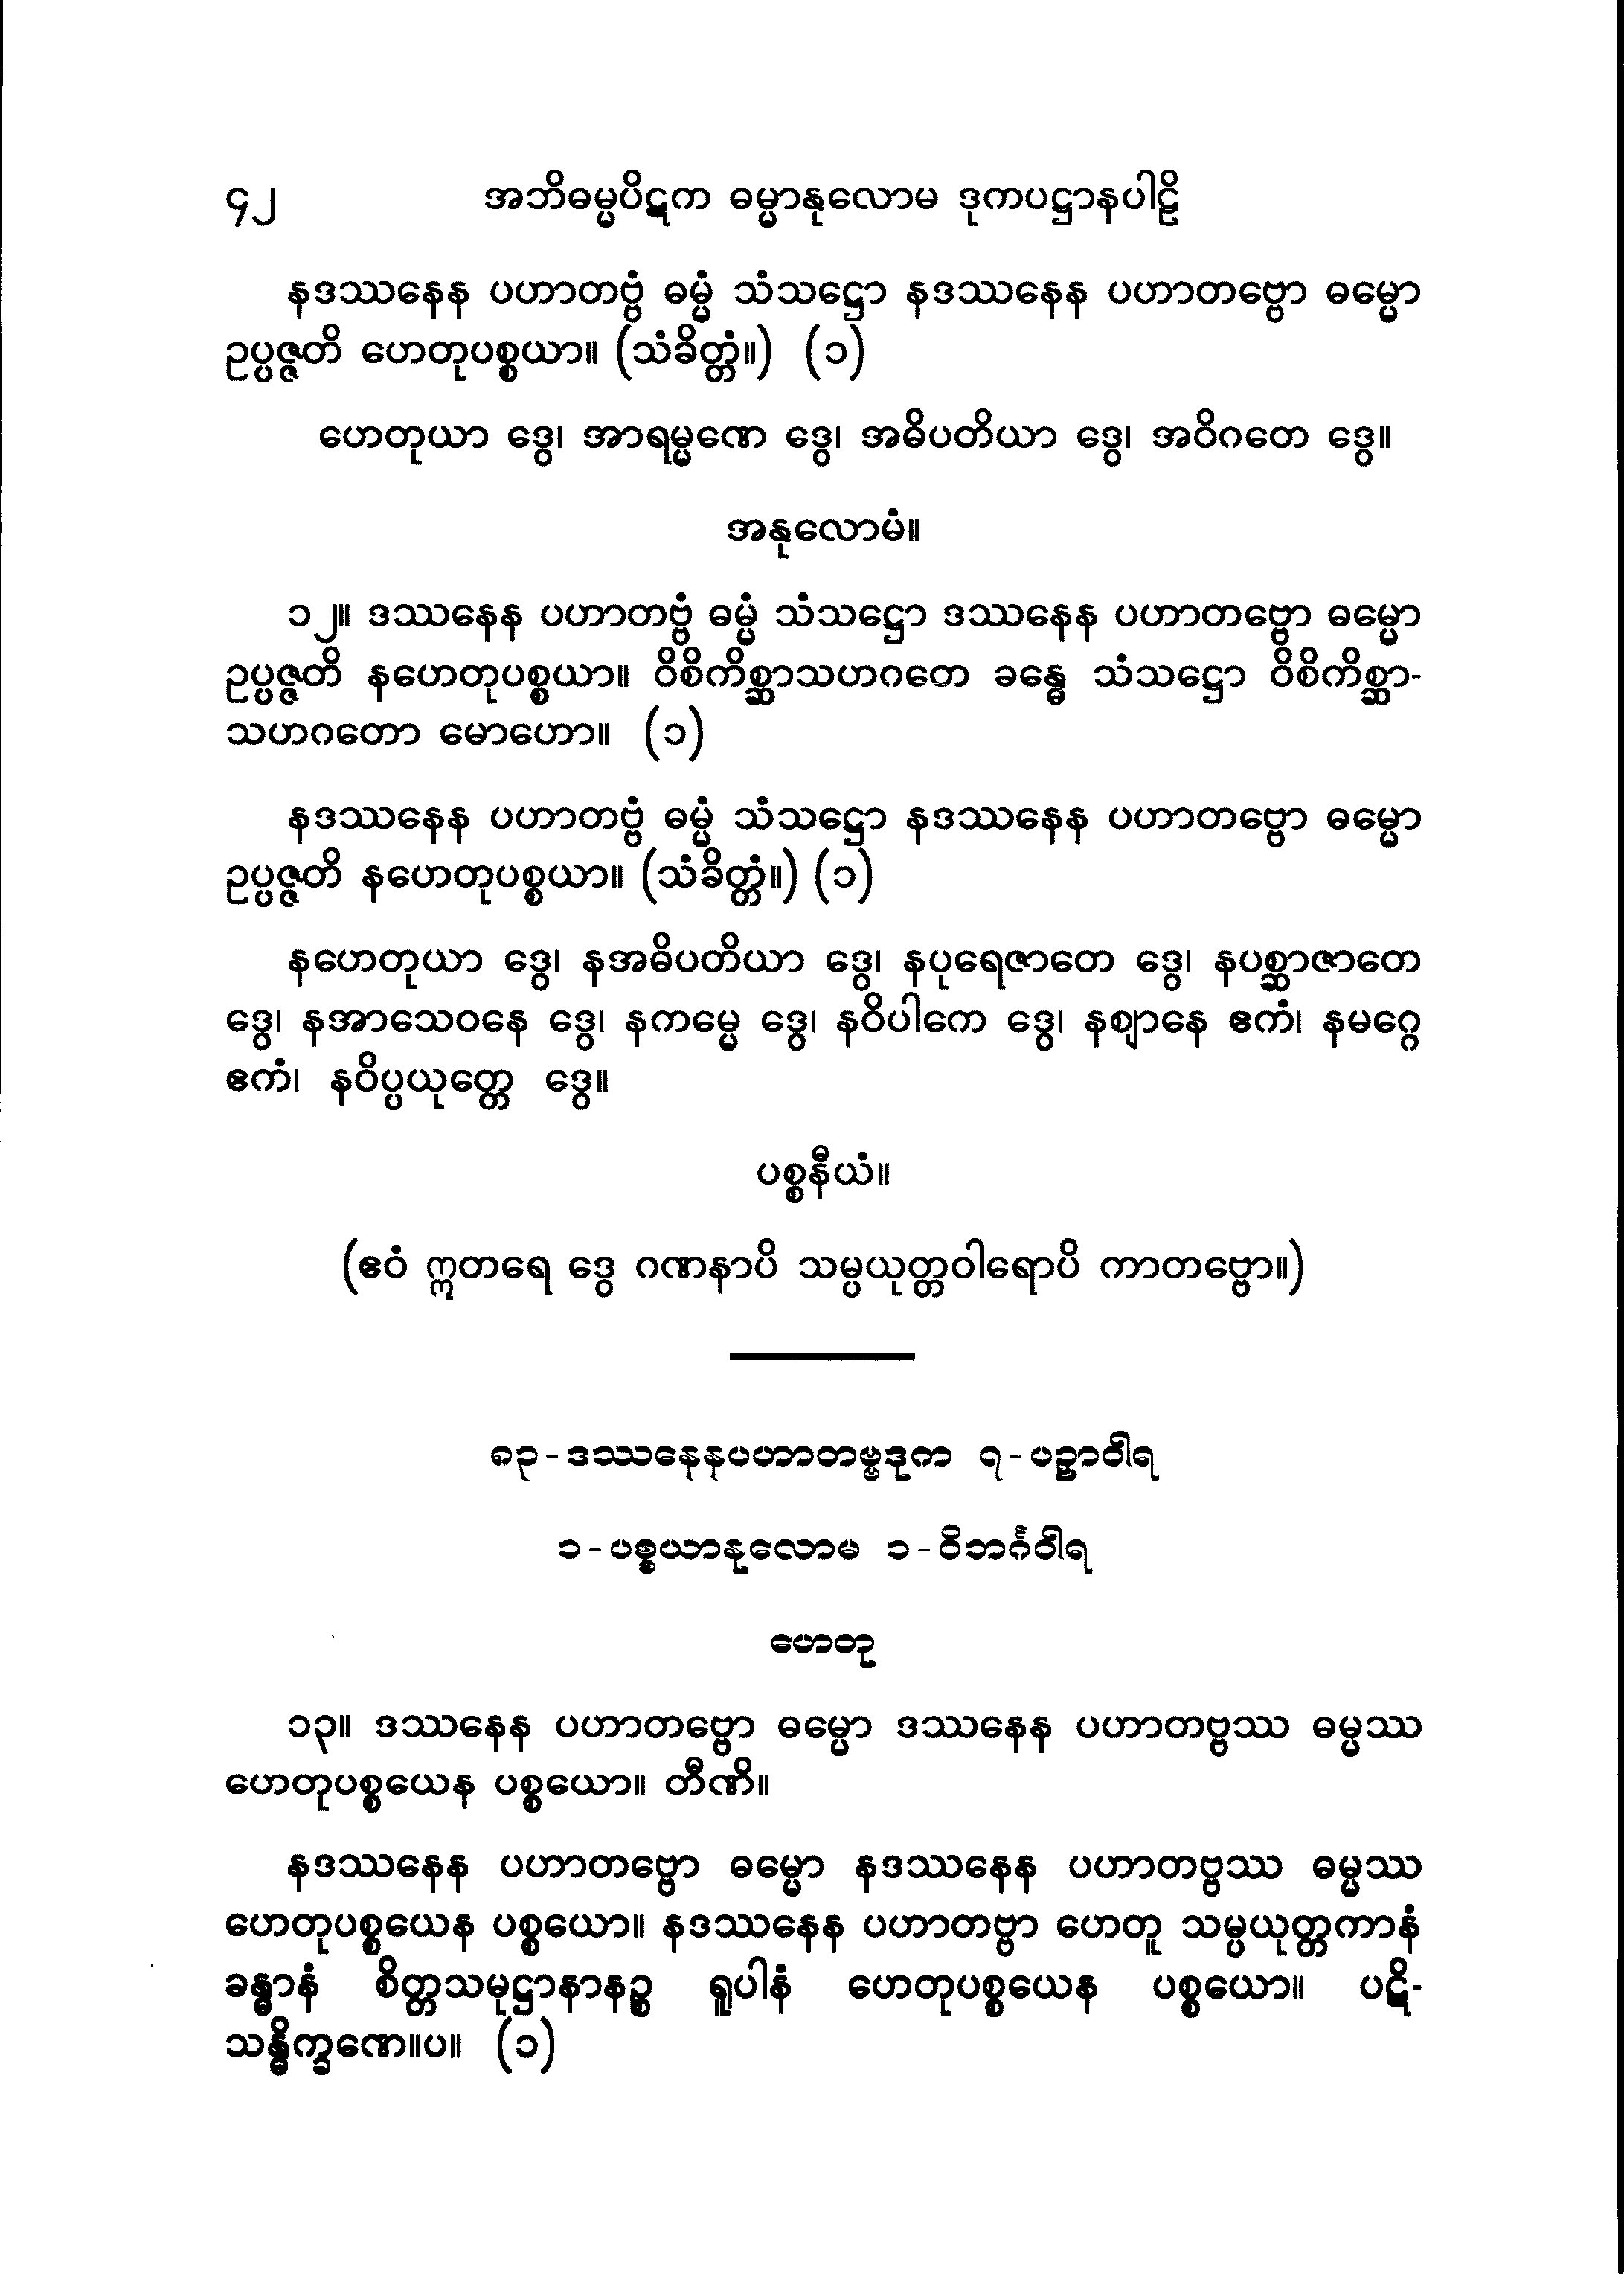 ၄၂ အဘိဓမ္မပိဋက ဓမ္မာနုလောမ ဒုကပဋ္ဌာနပါဠိ
နဒဿနေန ပဟာတဗ္ဗံ ဓမ္မံ သံသဋ္ဌော နဒဿနေန ပဟာတဗ္ဗော ဓမ္မော
ဥပ္ပဇ္ဇတိ ဟေတုပစ္စယာ။ (သံခိတ္တံ။) (၁)
ဟေတုယာ ဒွေ၊ အာရမ္မဏေ ဒွေ၊ အဓိပတိယာ ဒွေ၊ အဝိဂတေ ဒွေ။
အနုလောမံ။
၁၂။ ဒဿနေန ပဟာတဗ္ဗံ ဓမ္မံ သံသဋ္ဌော ဒဿနေန ပဟာတဗ္ဗော ဓမ္မော
ဥပ္ပဇ္ဇတိ နဟေတုပစ္စယာ။ ဝိစိကိစ္ဆာသဟဂတေ ခန္ဓေ သံသဋ္ဌော ဝိစိကိစ္ဆာ-
သဟဂတော မောဟော။ (၁)
နဒဿနေန ပဟာတဗ္ဗံ ဓမ္မံ သံသဋ္ဌော နဒဿနေန ပဟာတဗ္ဗော ဓမ္မော
ဥပ္ပဇ္ဇတိ နဟေတုပစ္စယာ။ (သံခိတ္တံ။) (၁)
နဟေတုယာ ဒွေ၊ နအဓိပတိယာ ဒွေ၊ နပုရေဇာတေ ဒွေ၊ နပစ္ဆာဇာတေ
ဒွေ၊ နအာသေဝနေ ဒွေ၊ နကမ္မေ ဒွေ၊ နဝိပါကေ ဒွေ၊ နဈာနေ ဧကံ၊ နမဂ္ဂေ
ဧကံ၊ နဝိပ္ပယုတ္တေ ဒွေ။
ပစ္စနီယံ။
(ဧဝံ ဣတရေ ဒွေ ဂဏနာပိ သမ္ပယုတ္တဝါရောပိ ကာတဗ္ဗော။)
၈၃-ဒဿနေနပဟာတဗ္ဗဒုက ၇-ပဉှာဝါရ
၁-ပစ္စယာနုလောမ ၁-ဝိဘင်္ဂဝါရ
ဟေတု
၁၃။ ဒဿနေန ပဟာတဗ္ဗော ဓမ္မော ဒဿနေန ပဟာတဗ္ဗဿ ဓမ္မဿ
ဟေတုပစ္စယေန ပစ္စယော။ တီဏိ။
နဒဿနေန ပဟာတဗ္ဗော ဓမ္မော နဒဿနေန ပဟာတဗ္ဗဿ ဓမ္မဿ
ဟေတုပစ္စယေန ပစ္စယော။ နဒဿနေန ပဟာတဗ္ဗာ ဟေတူ သမ္ပယုတ္တကာနံ
ခန္ဓာနံ စိတ္တသမုဋ္ဌာနာနဉ္စ ရူပါနံ ဟေတုပစ္စယေန ပစ္စယော။ ပဋိ-
သန္ဓိက္ခဏေ။ပ။ (၁)